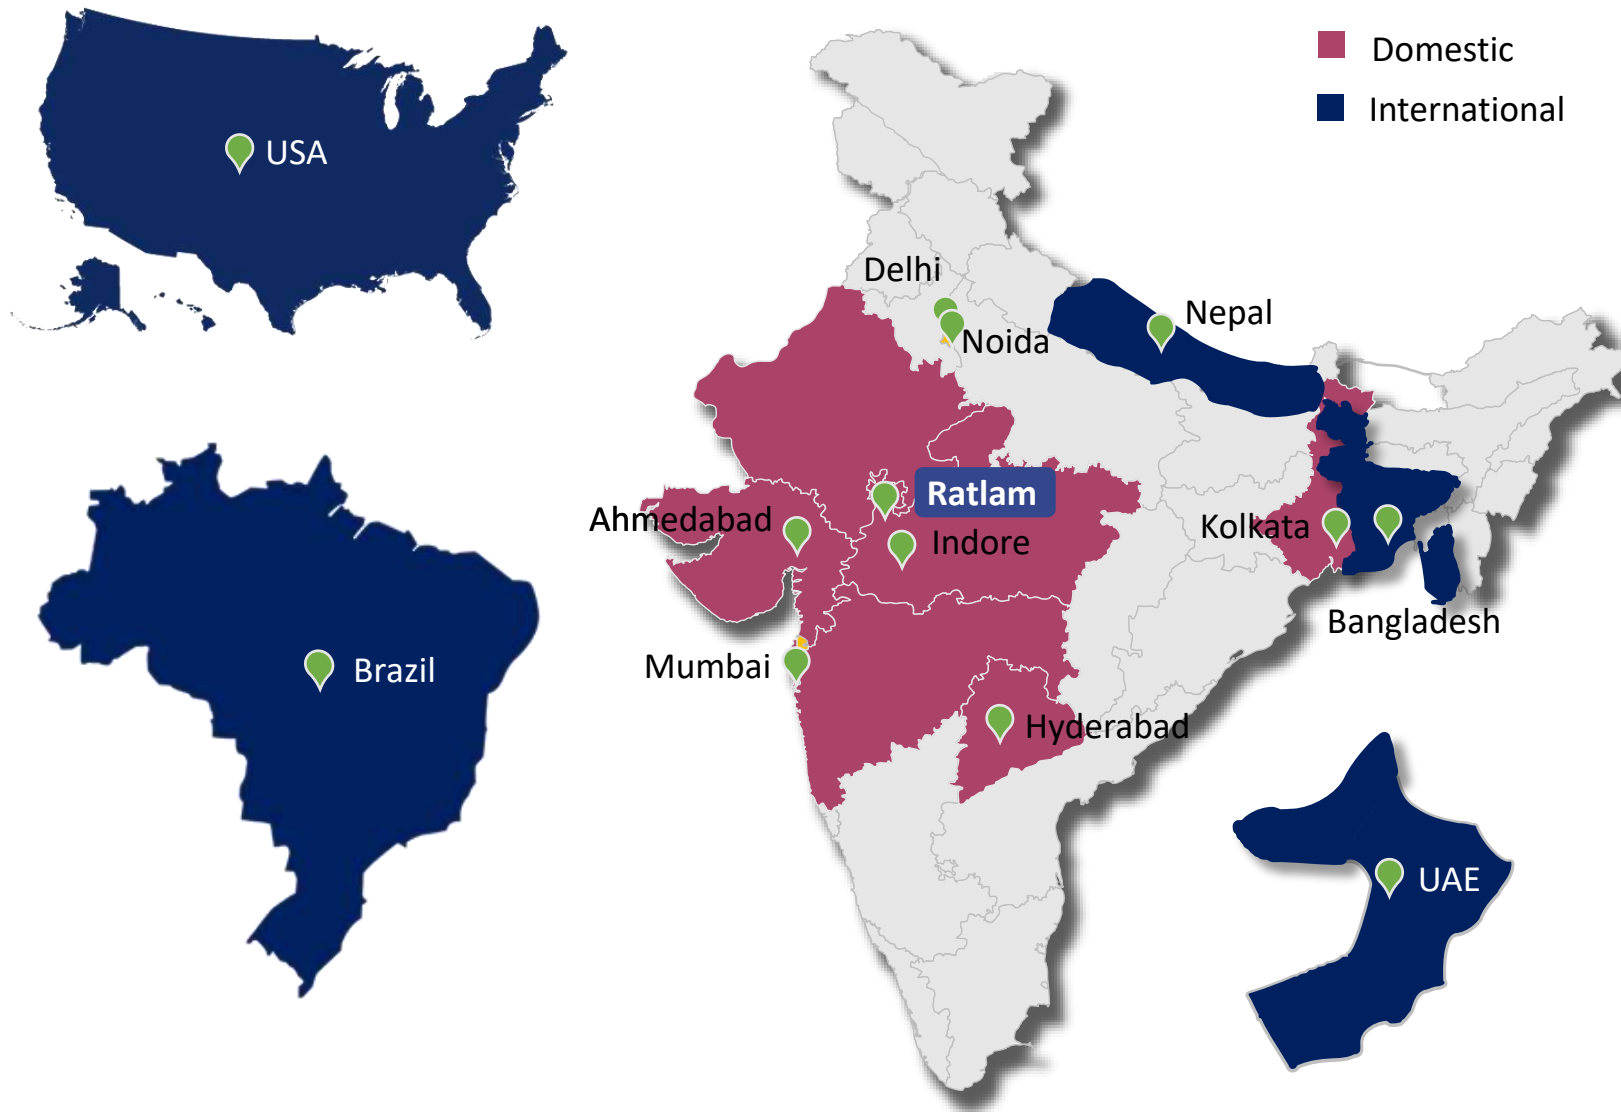 Domestic
International
USA
Delhi
Noida
Nepal
Ratlam
Ahmedabad
Indore
Kolkata
Bangladesh
Mumbai
Brazil
Hyderabad
UAE